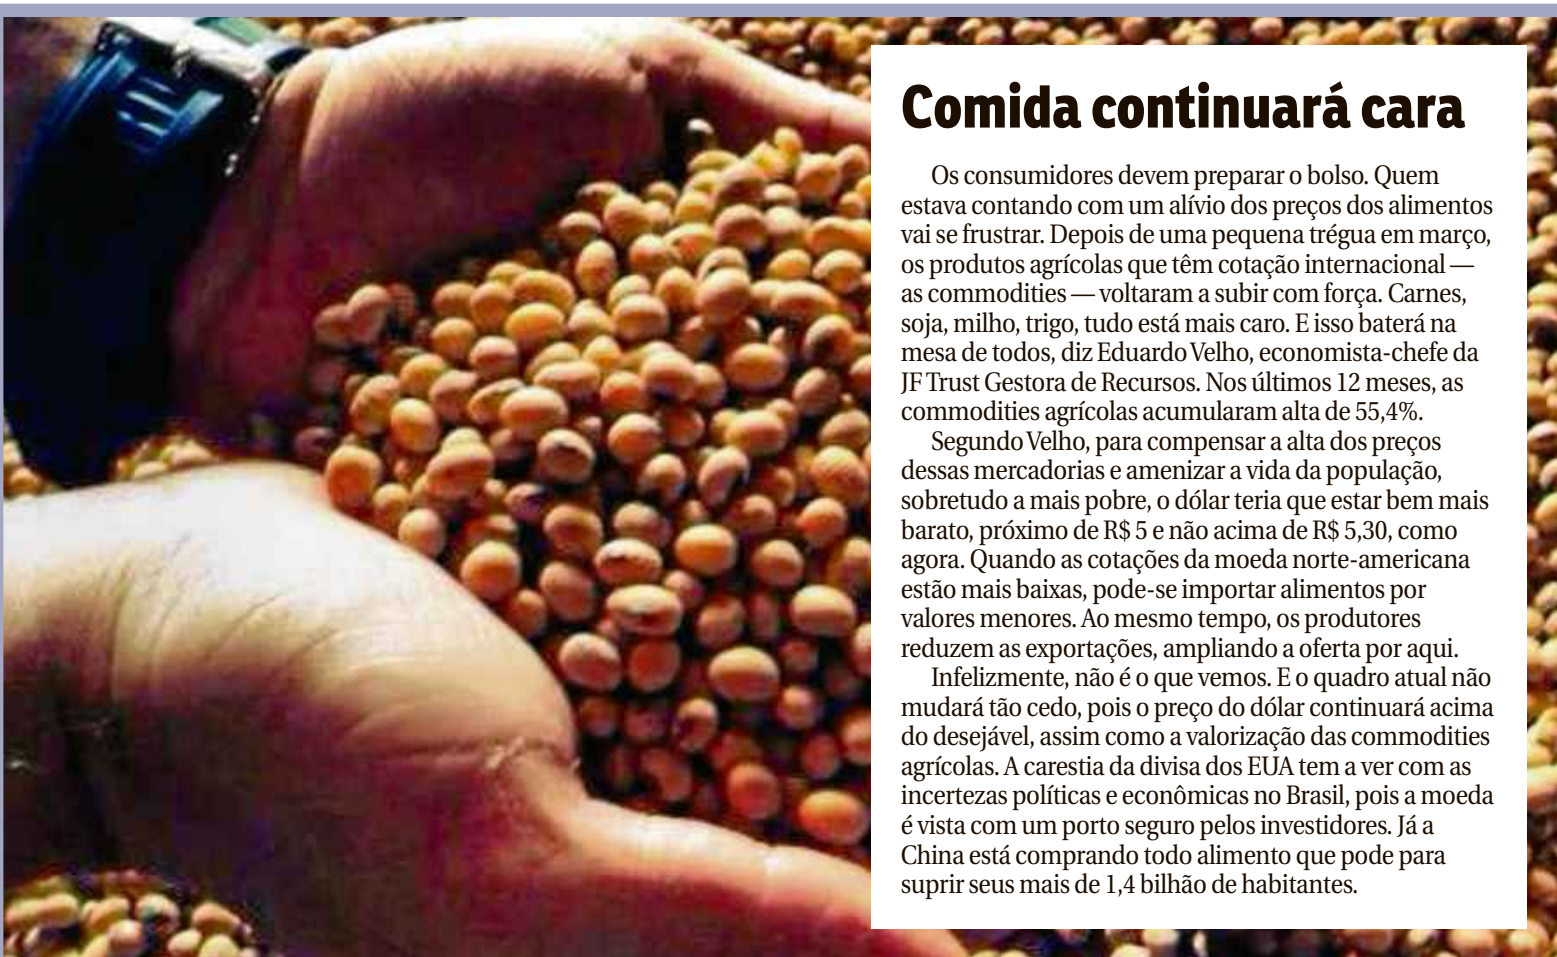 Comida continuará cara
Os consumidores devem preparar o bolso. Quem
estava contando com um alívio dos preços dos alimentos
vai se frustrar. Depois de uma pequena trégua em março,
os produtos agrícolas que têm cotação internacional —
as commodities — voltaram a subir com força. Carnes,
soja, milho, trigo, tudo está mais caro. E isso baterá na
mesa de todos, diz Eduardo Velho, economista-chefe da
JF Trust Gestora de Recursos. Nos últimos 12 meses, as
commodities agrícolas acumularam alta de 55,4%.
Segundo Velho, para compensar a alta dos preços
dessas mercadorias e amenizar a vida da população,
sobretudo a mais pobre, o dólar teria que estar bem mais
barato, próximo de R$ 5 e não acima de R$ 5,30, como
agora. Quando as cotações da moeda norte-americana
estão mais baixas, pode-se importar alimentos por
valores menores. Ao mesmo tempo, os produtores
reduzem as exportações, ampliando a oferta por aqui.
Infelizmente, não é o que vemos. E o quadro atual não
mudará tão cedo, pois o preço do dólar continuará acima
do desejável, assim como a valorização das commodities
agrícolas. A carestia da divisa dos EUA tem a ver com as
incertezas políticas e econômicas no Brasil, pois a moeda
é vista com um porto seguro pelos investidores. Já a
China está comprando todo alimento que pode para
suprir seus mais de 1,4 bilhão de habitantes.